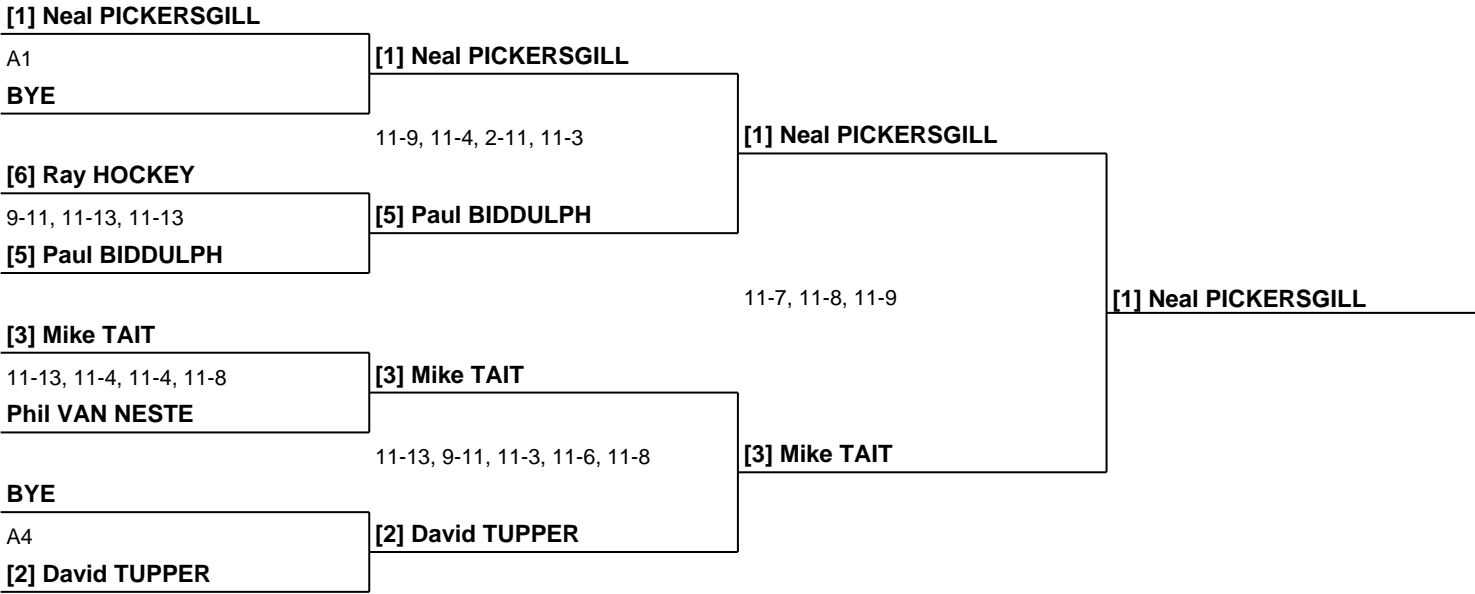 [1] Neal PICKERSGILL
A1
[1] Neal PICKERSGILL
BYE
11-9, 11-4, 2-11, 11-3
[1] Neal PICKERSGILL
[6] Ray HOCKEY
9-11, 11-13, 11-13
[5] Paul BIDDULPH
[5] Paul BIDDULPH
11-7, 11-8, 11-9
[1] Neal PICKERSGILL
[3] Mike TAIT
11-13, 11-4, 11-4, 11-8
[3] Mike TAIT
Phil VAN NESTE
11-13, 9-11, 11-3, 11-6, 11-8
[3] Mike TAIT
BYE
A4
[2] David TUPPER
[2] David TUPPER